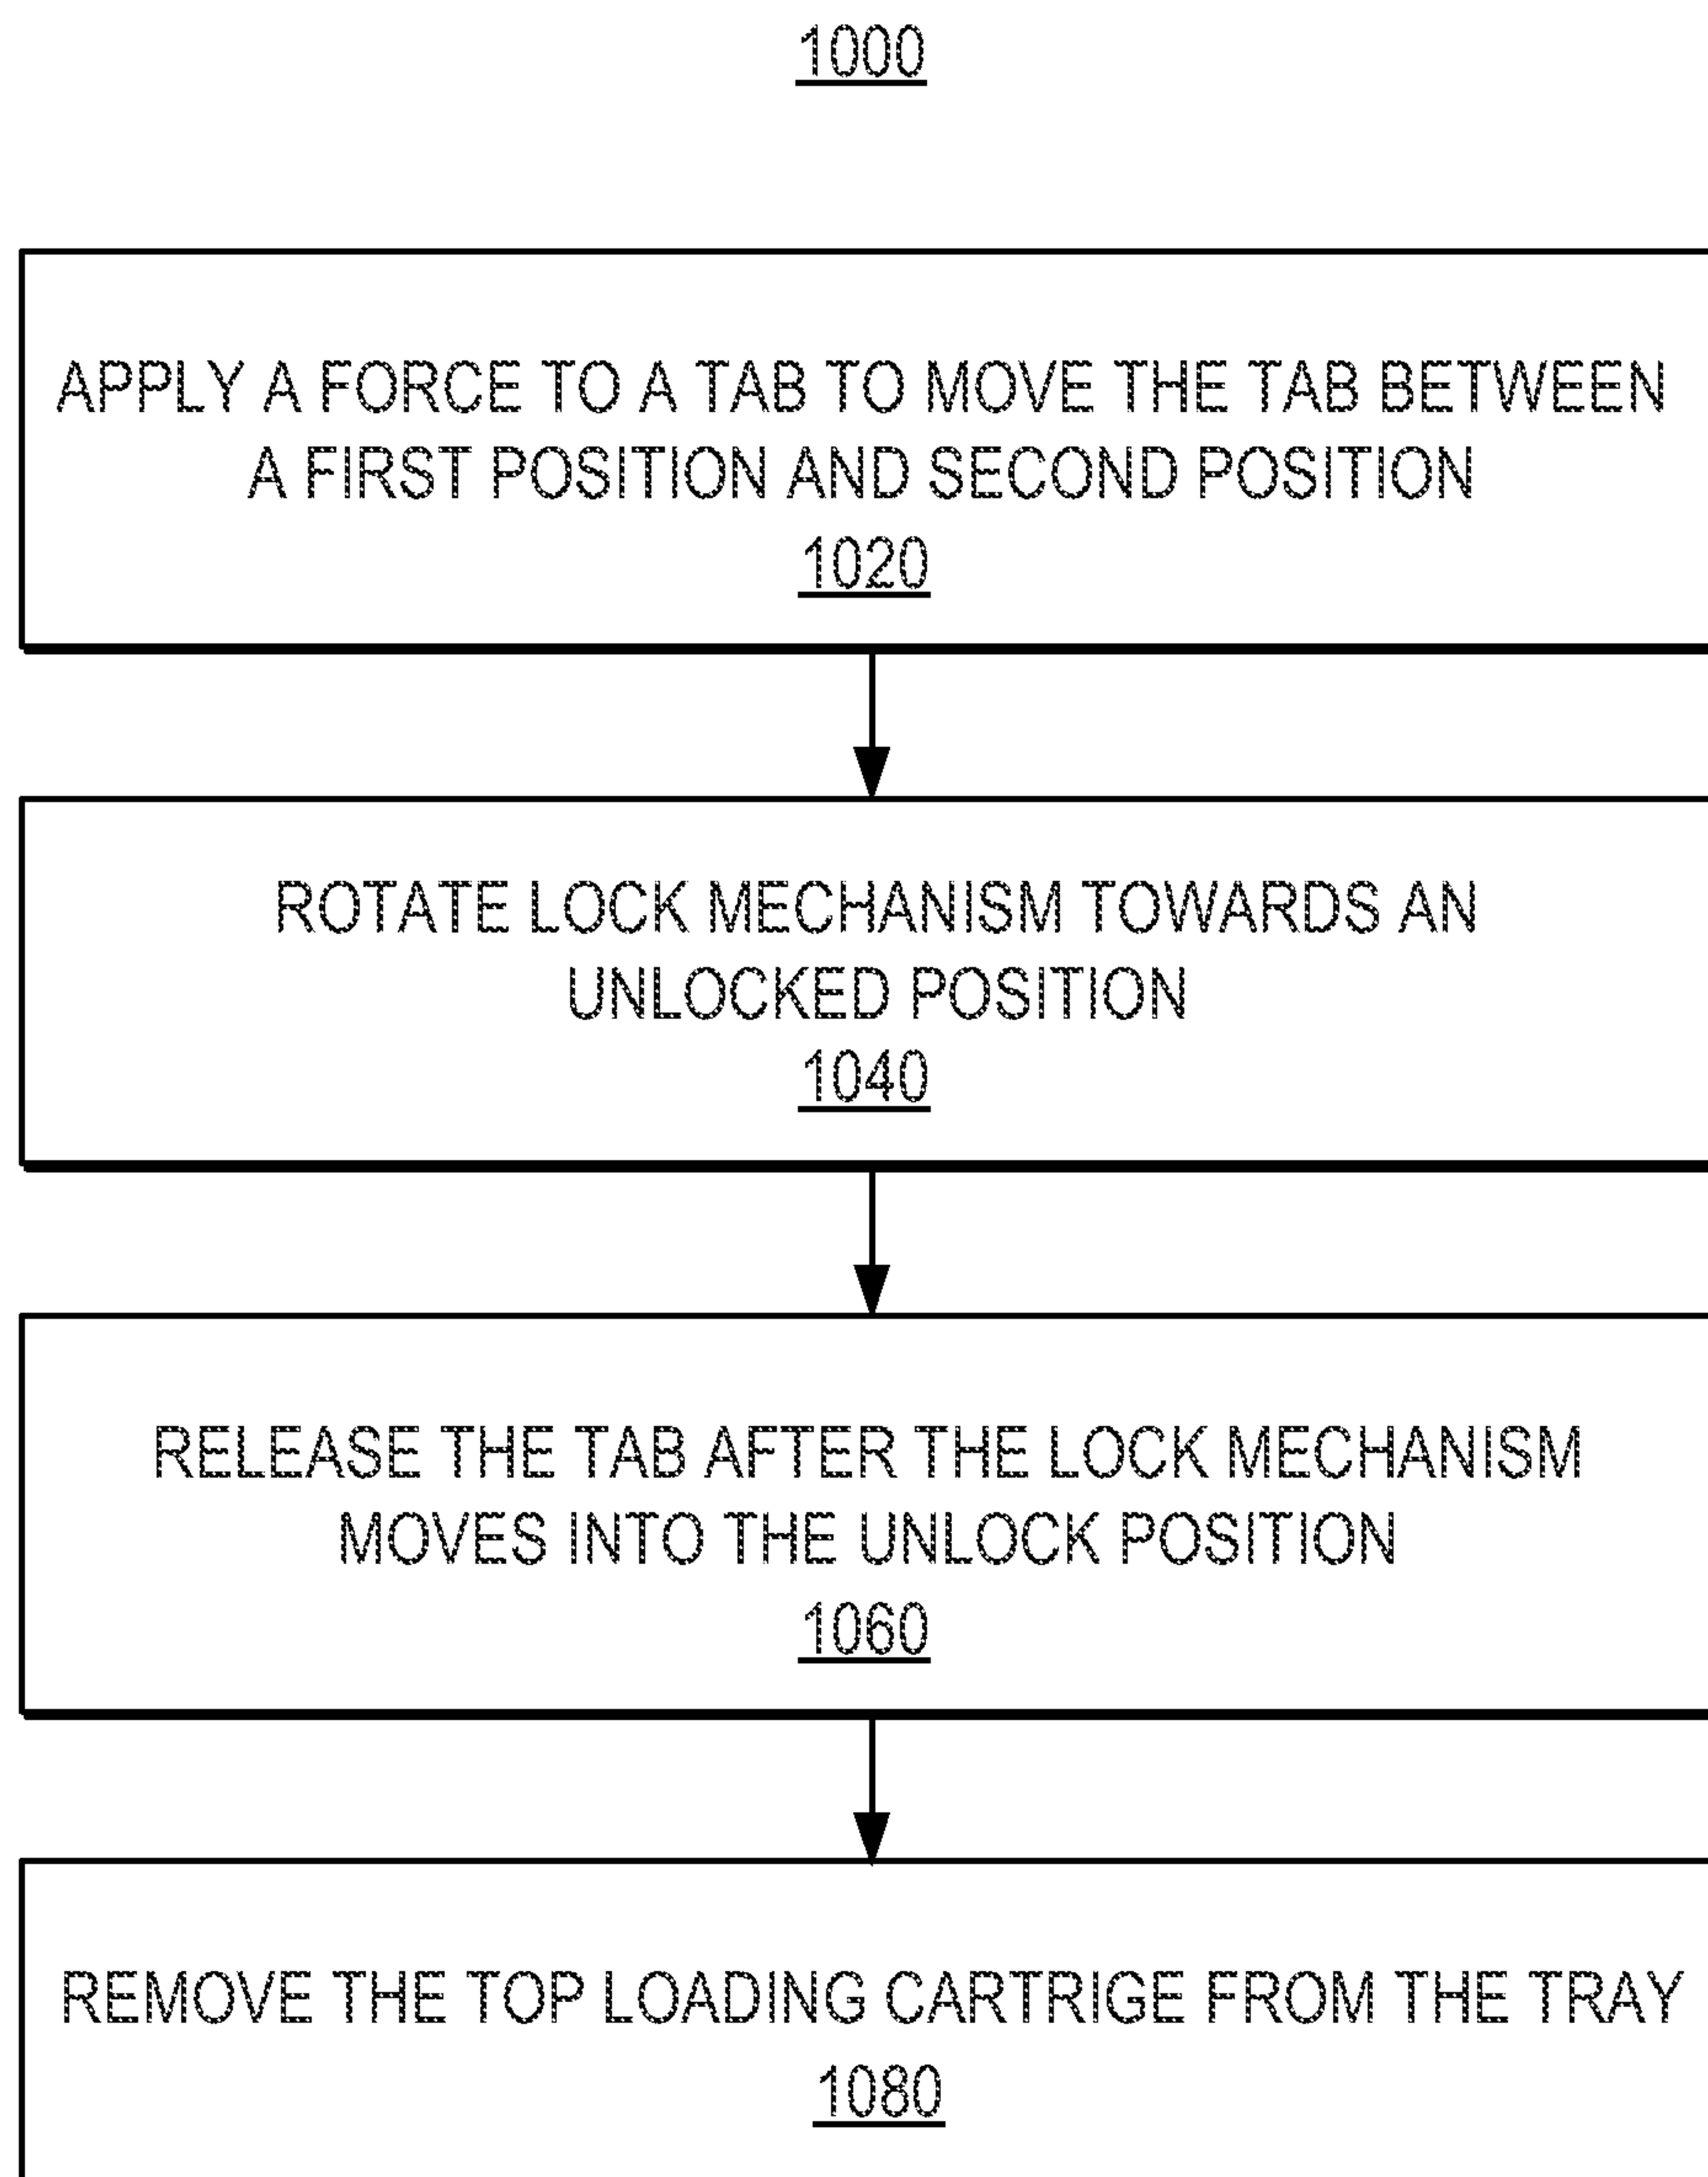 1000
APPLY A FORCE TO A TAB TO MOVE THE TAB BETWEEN
A FIRST POSITION AND SECOND POSITION
1020
ROTATE LOCK MECHANISM TOWARDS AN
UNLOCKED POSITION
1040
RELEASE THE TAB AFTER THE LOCK MECHANISM
MOVES INTO THE UNLOCK POSITION
1060
REMOVE THE TOP LOADING CARTRIGE FROM THE TRAY
1080